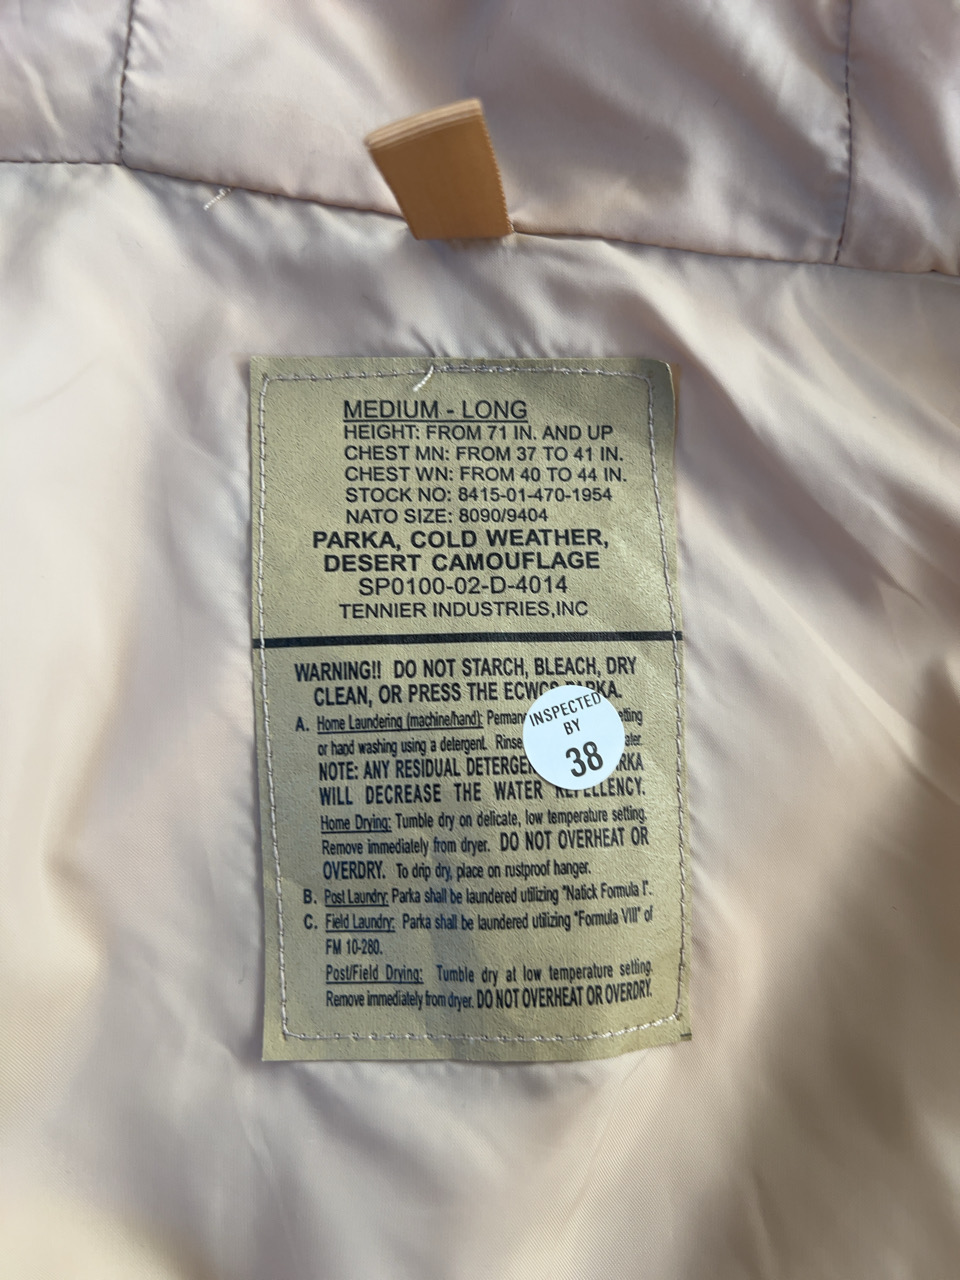 MEDIUM - LONG
HEIGHT: FROM 71 IN. AND UP
CHEST MN: FROM 37 TO 41 IN.
CHEST WN: FROM 40 TO 44 IN.
STOCK NO: 8415-01-470-1954
NATO SIZE: 8090/9404
PARKA, COLD WEATHER,
DESERT CAMOUFLAGE
SP0100-02-D-4014
TENNIER INDUSTRIES,INC
WARNING!! DO NOT STARCH, BLEACH, DRY
CLEAN, OR PRESS THE ECWCS PARKA.
A. Home Laundering (machine/hand):
or hand washing using a detergent. Rinse
NOTE: ANY RESIDUAL
WILL DECREASE THE WATER REPELLENCY.
Home Drying: Tumble dry on delicate, low temperature setting.
Remove immediately from dryer. DO NOT OVERHEAT OR
OVERDRY. To drip dry, place on rustproof hanger.
B. Post Laundry: Parka shall be laundered utilizing "Natick Formula I".
C. Field Laundry: Parka shall be laundered utilizing "Formula VIII" of
FM 10-280.
Post/Field Drying: Tumble dry at low temperature setting.
Remove immediately from dryer. DO NOT OVERHEAT OR OVERDRY.
INSPECTED
BY
38